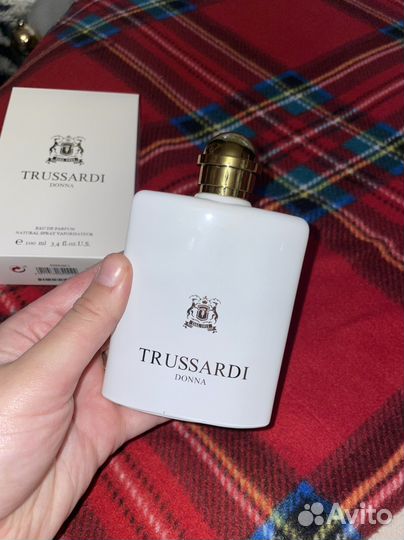 TRUSSARDI
DONNA
EAU DE PARFUM
NATURAL SPRAY VAPORISATEUR
e 100 ml 3,4 fl.oz.U.S.
TRUSSARDI
DONNA
Avito